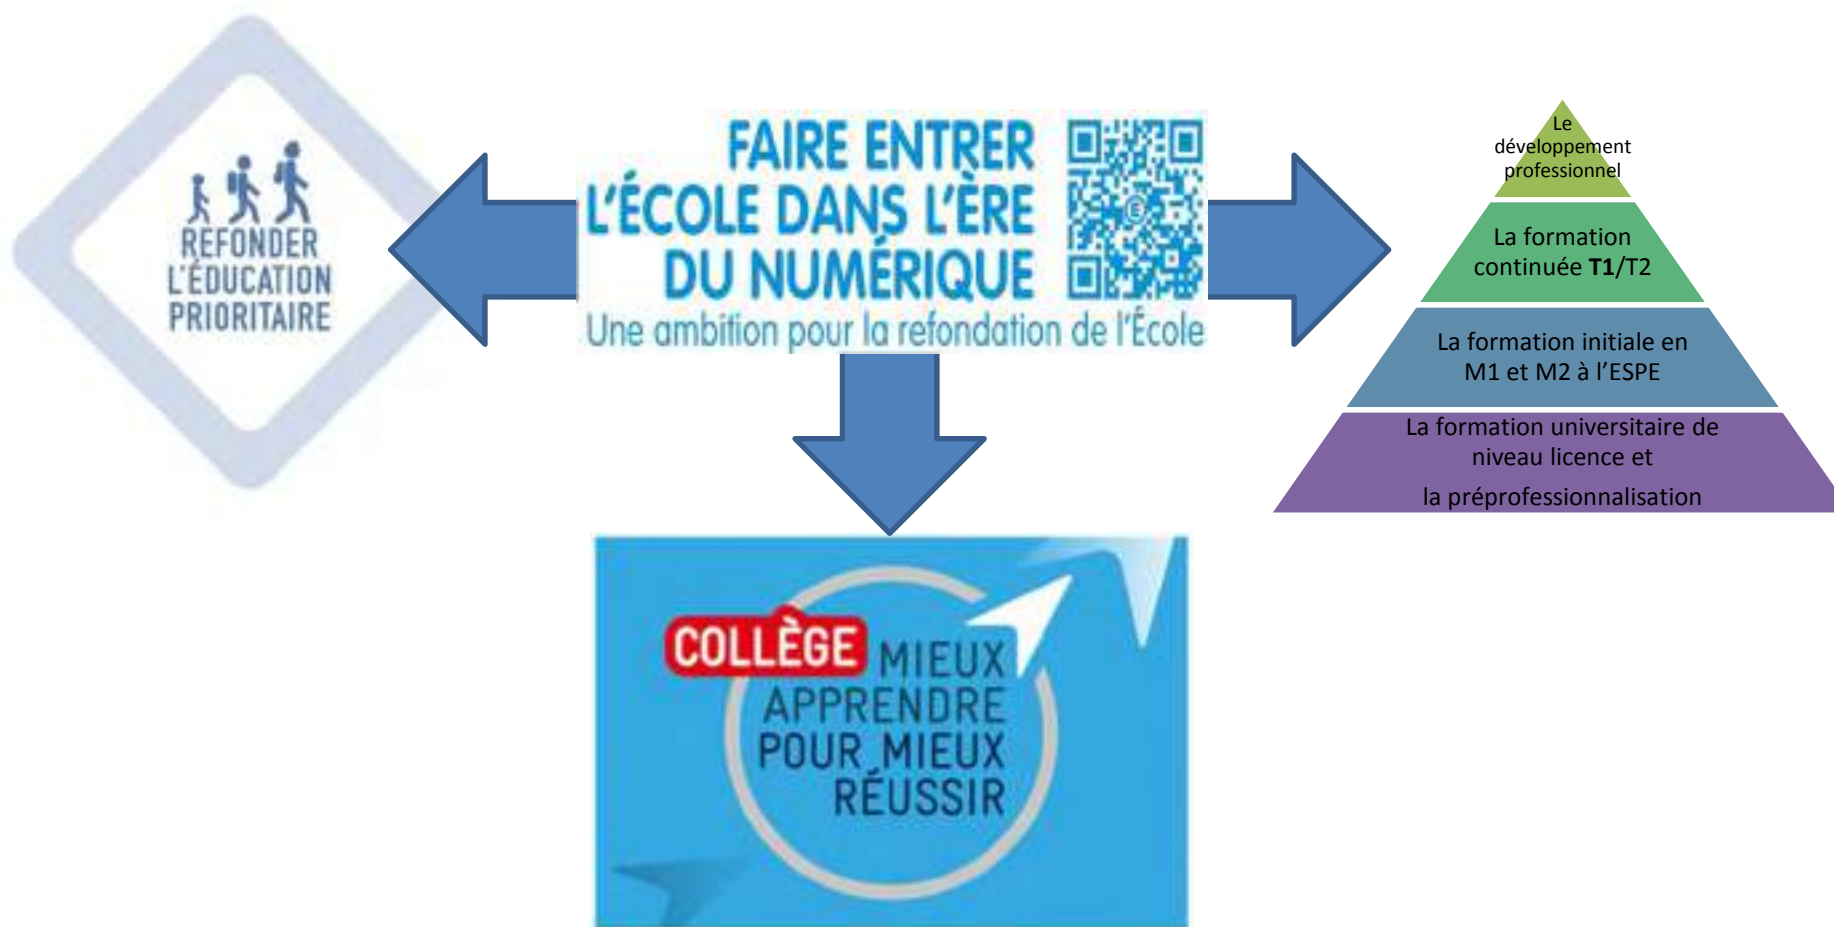 REFONDER
L'ÉDUCATION
PRIORITAIRE
FAIRE ENTRER
L'ÉCOLE DANS L'ÈRE
DU NUMÉRIQUE
Une ambition pour la refondation de l'École
E
Le
développement
professionnel
La formation
continuée T1/T2
La formation initiale en
M1 et M2 à l’ESPE
La formation universitaire de
niveau licence et
la préprofessionnalisation
COLLÈGE MIEUX
APPRENDRE
POUR MIEUX
RÉUSSIR